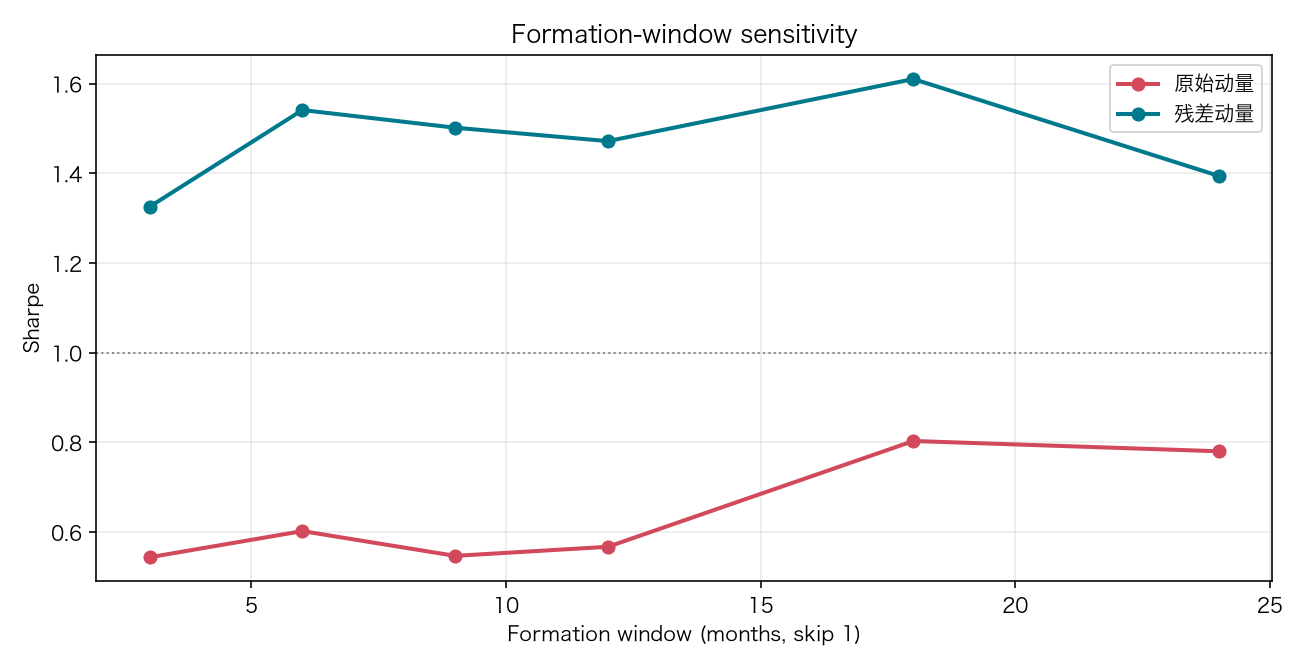 Formation-window sensitivity
原始动量
残差动量
Sharpe
1.6
1.4
1.2
1.0
0.8
0.6
5
10
15
20
25
Formation window (months, skip 1)